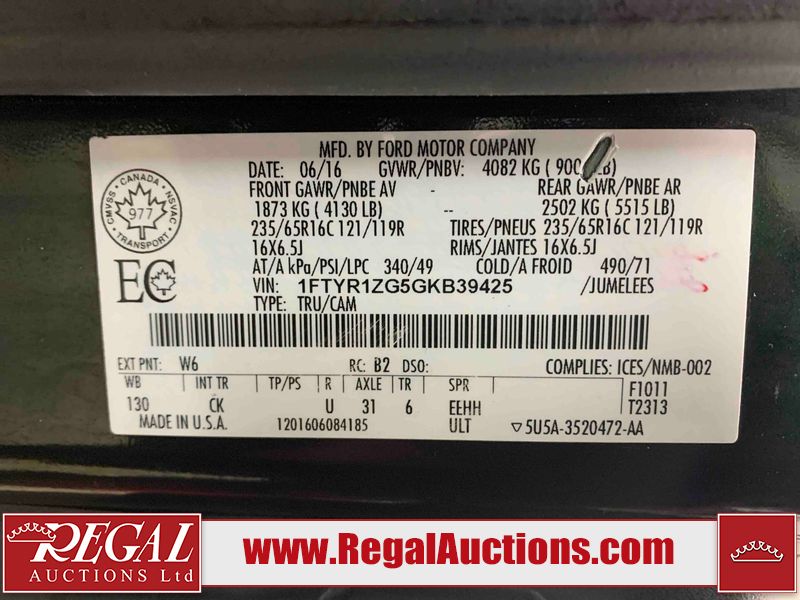 MFD. BY FORD MOTOR COMPANY
DATE: 06/16 GVWR/PNBV: 4082 KG ( 900 LB)
FRONT GAWR/PNBE AV - REAR GAWR/PNBE AR
1873 KG ( 4130 LB) -- 2502 KG ( 5515 LB)
235/65R16C 121/119R TIRES/PNEUS 235/65R16C 121/119R
16X6.5J RIMS/JANTES 16X6.5J
AT/A kPa/PSI/LPC 340/49 COLD/A FROID 490/71
VIN: 1FTYR1ZG5GKB39425 /JUMELEES
TYPE: TRU/CAM
CMVSS · CANADA · NSVAC
977
TRANSPORT
EC
EXT PNT: W6 RC: B2 DSO: COMPLIES: ICES/NMB-002
WB INT TR TP/PS R AXLE TR SPR F1011
130 CK U 31 6 EEHH T2313
MADE IN U.S.A. 1201606084185 ULT ▽ 5U5A-3520472-AA
REGAL
AUCTIONS Ltd
www.RegalAuctions.com